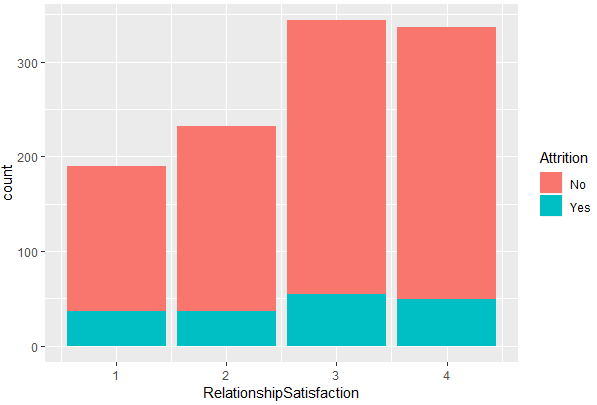 300
200
100
0
count
1 2 3 4
RelationshipSatisfaction
Attrition
No
Yes